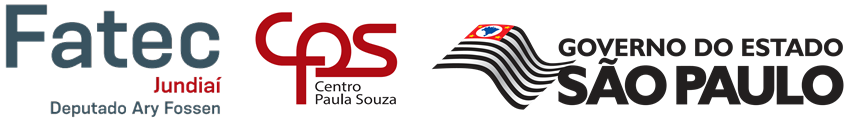 Fatec
Jundiaí
Deputado Ary Fossen
cps
Centro
Paula Souza
GOVERNO DO ESTADO
SÃO PAULO